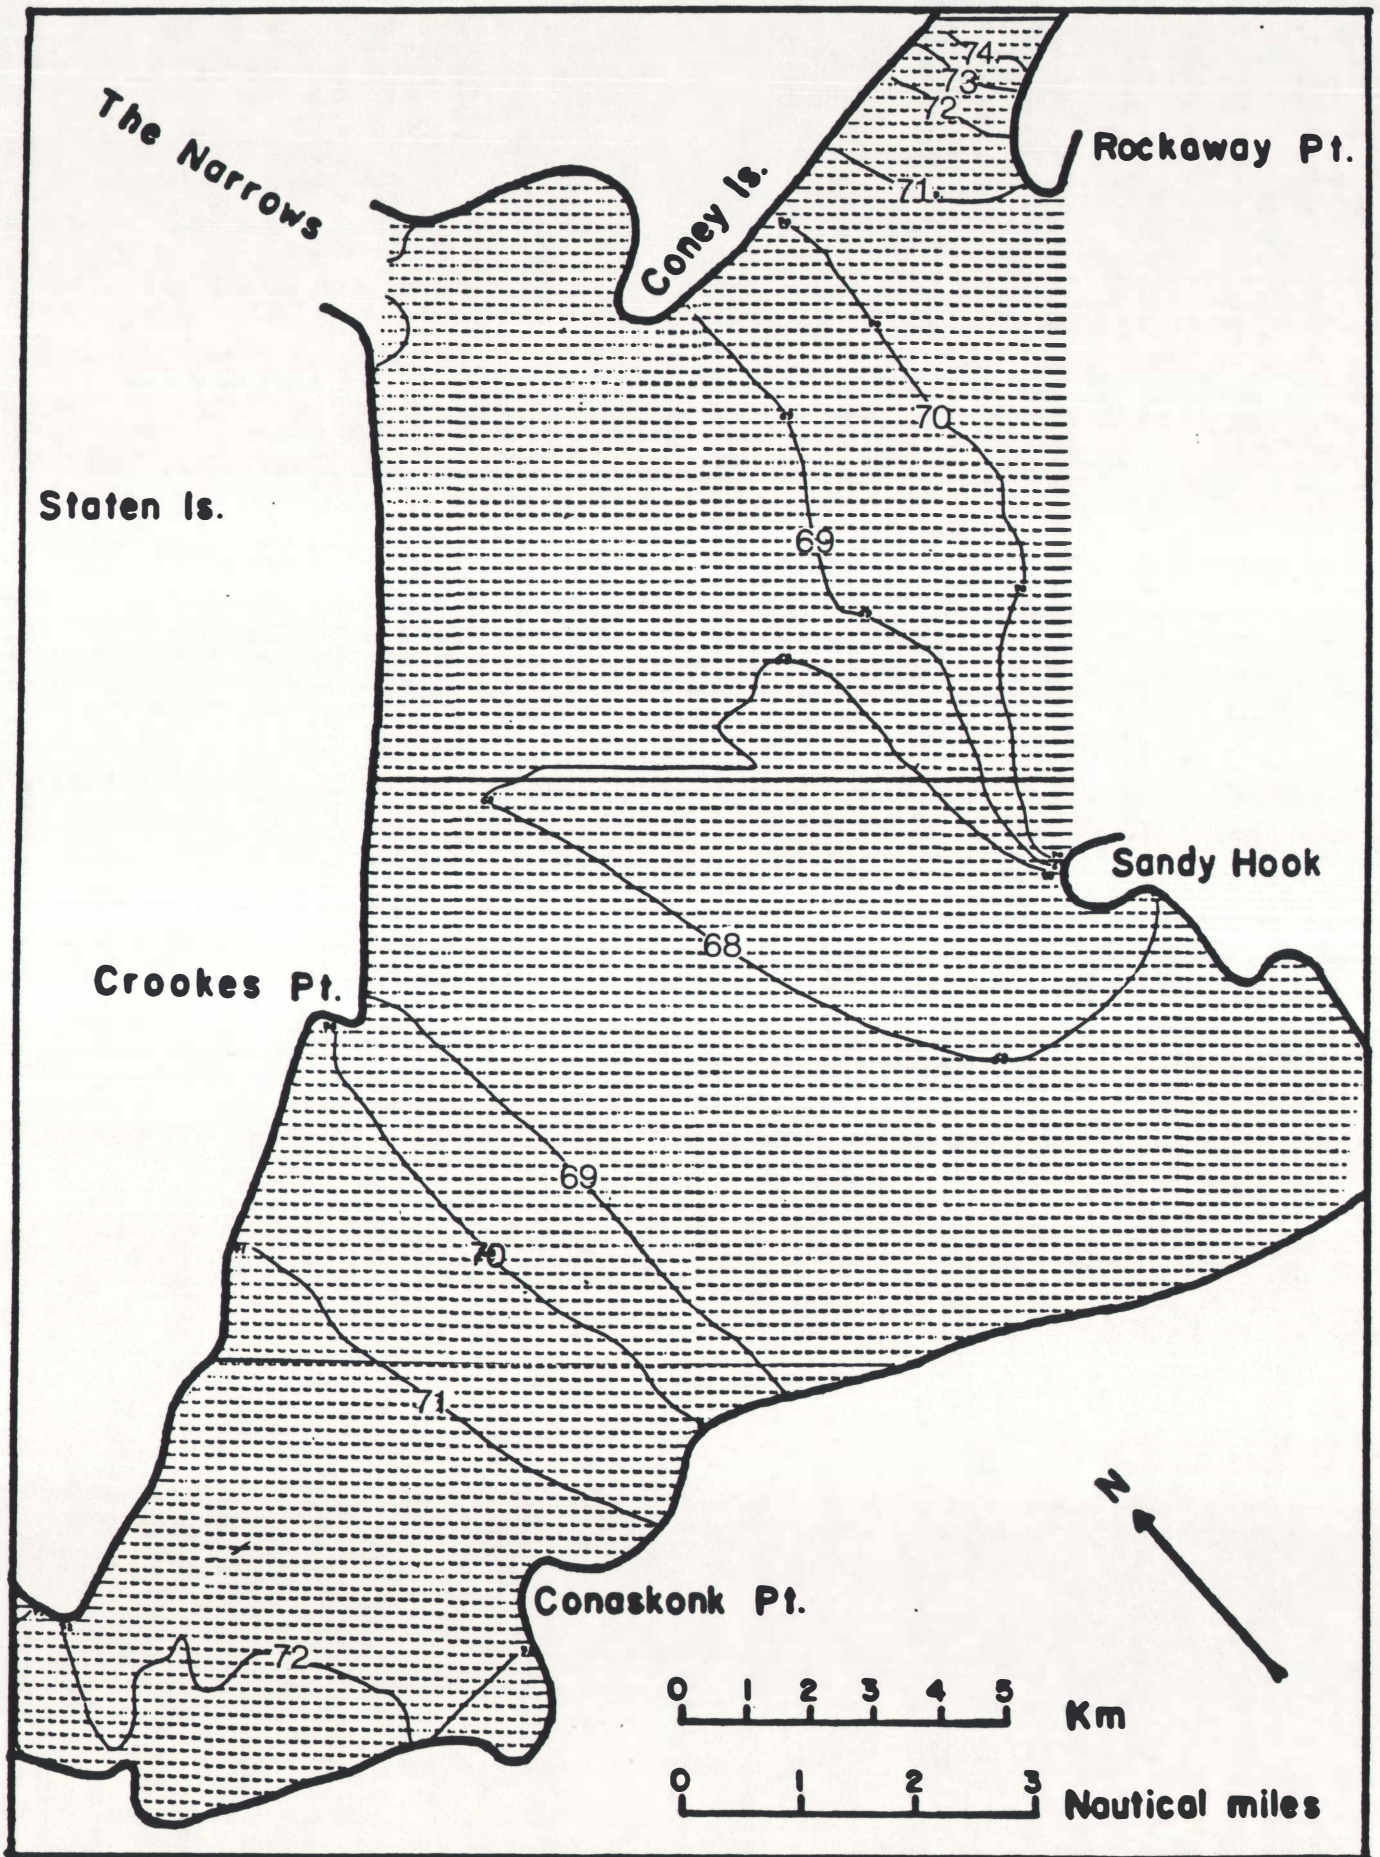 74
73
72
The Narrows
Rockaway Pt.
71
Coney Is.
70
Staten Is.
69
Sandy Hook
68
Crookes Pt.
69
70
71
N
Conaskonk Pt.
72
0 1 2 3 4 5
Km
0 1 2 3
Nautical miles